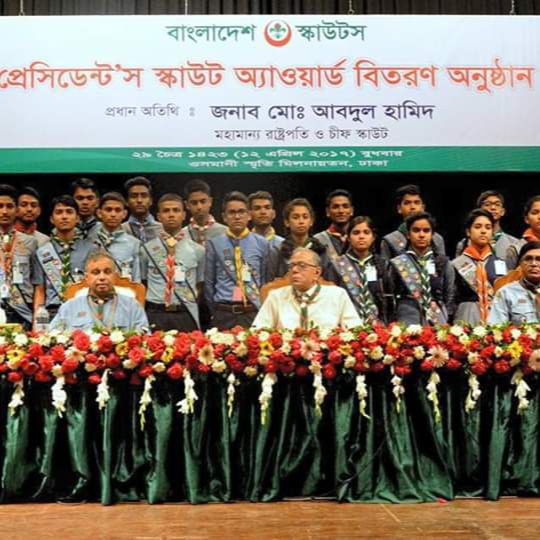 বাংলাদেশ স্কাউটস
প্রেসিডেন্ট'স স্কাউট অ্যাওয়ার্ড বিতরণ অনুষ্ঠান
প্রধান অতিথি : জনাব মোঃ আবদুল হামিদ
মহামান্য রাষ্ট্রপতি ও চীফ স্কাউট
২৯ চৈত্র ১৪২৩ (১২ এপ্রিল ২০১৭) বুধবার
ওসমানী স্মৃতি মিলনায়তন, ঢাকা